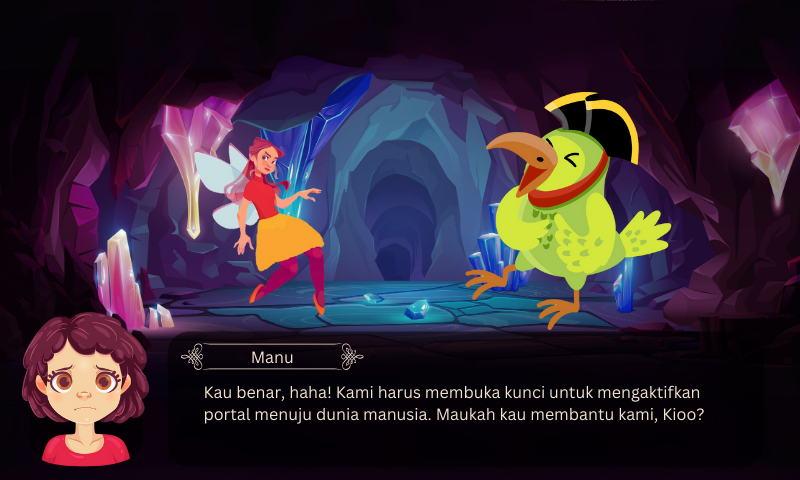 Manu
Kau benar, haha! Kami harus membuka kunci untuk mengaktifkan
portal menuju dunia manusia. Maukah kau membantu kami, Kioo?